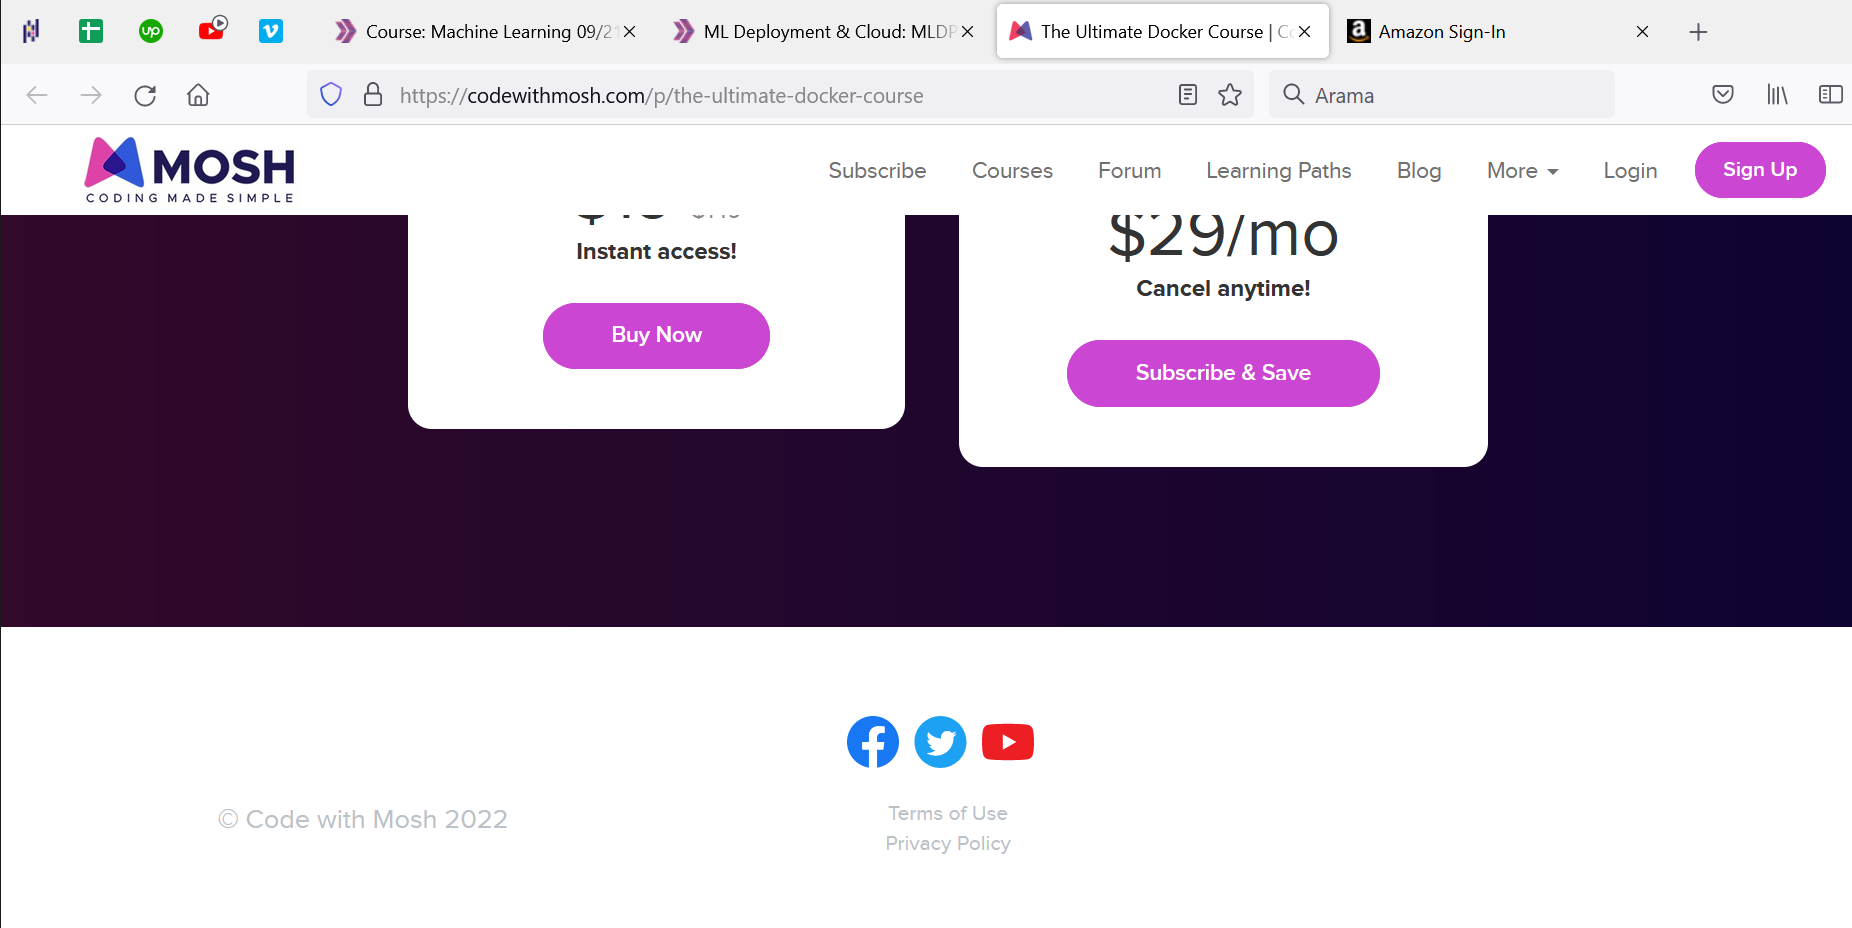 Course: Machine Learning 09/21
ML Deployment & Cloud: MLDP
The Ultimate Docker Course | Co
Amazon Sign-In
https://codewithmosh.com/p/the-ultimate-docker-course
Arama
MOSH
CODING MADE SIMPLE
Subscribe
Courses
Forum
Learning Paths
Blog
More
Login
Sign Up
$29/mo
Instant access!
Cancel anytime!
Buy Now
Subscribe & Save
© Code with Mosh 2022
Terms of Use
Privacy Policy